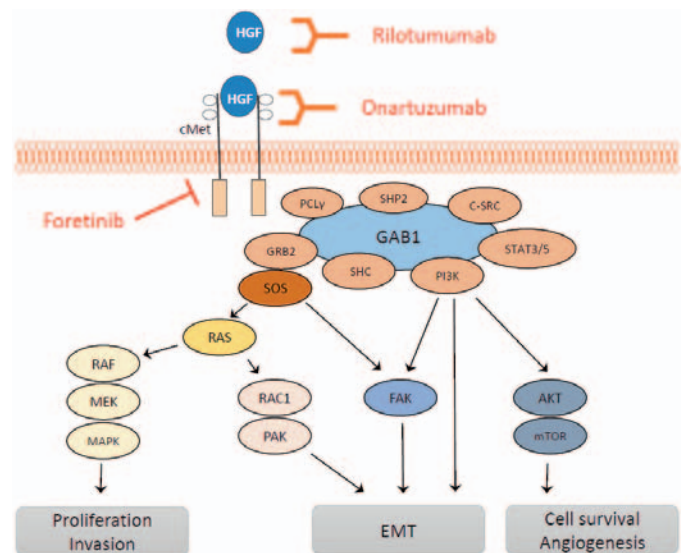 HGF
Rilotumumab
HGF
Onartuzumab
cMet
Foretinib
PCLγ
SHP2
C-SRC
GAB1
GRB2
STAT3/5
SHC
PI3K
SOS
RAS
RAF
MEK
MAPK
RAC1
PAK
FAK
AKT
mTOR
Proliferation
Invasion
EMT
Cell survival
Angiogenesis